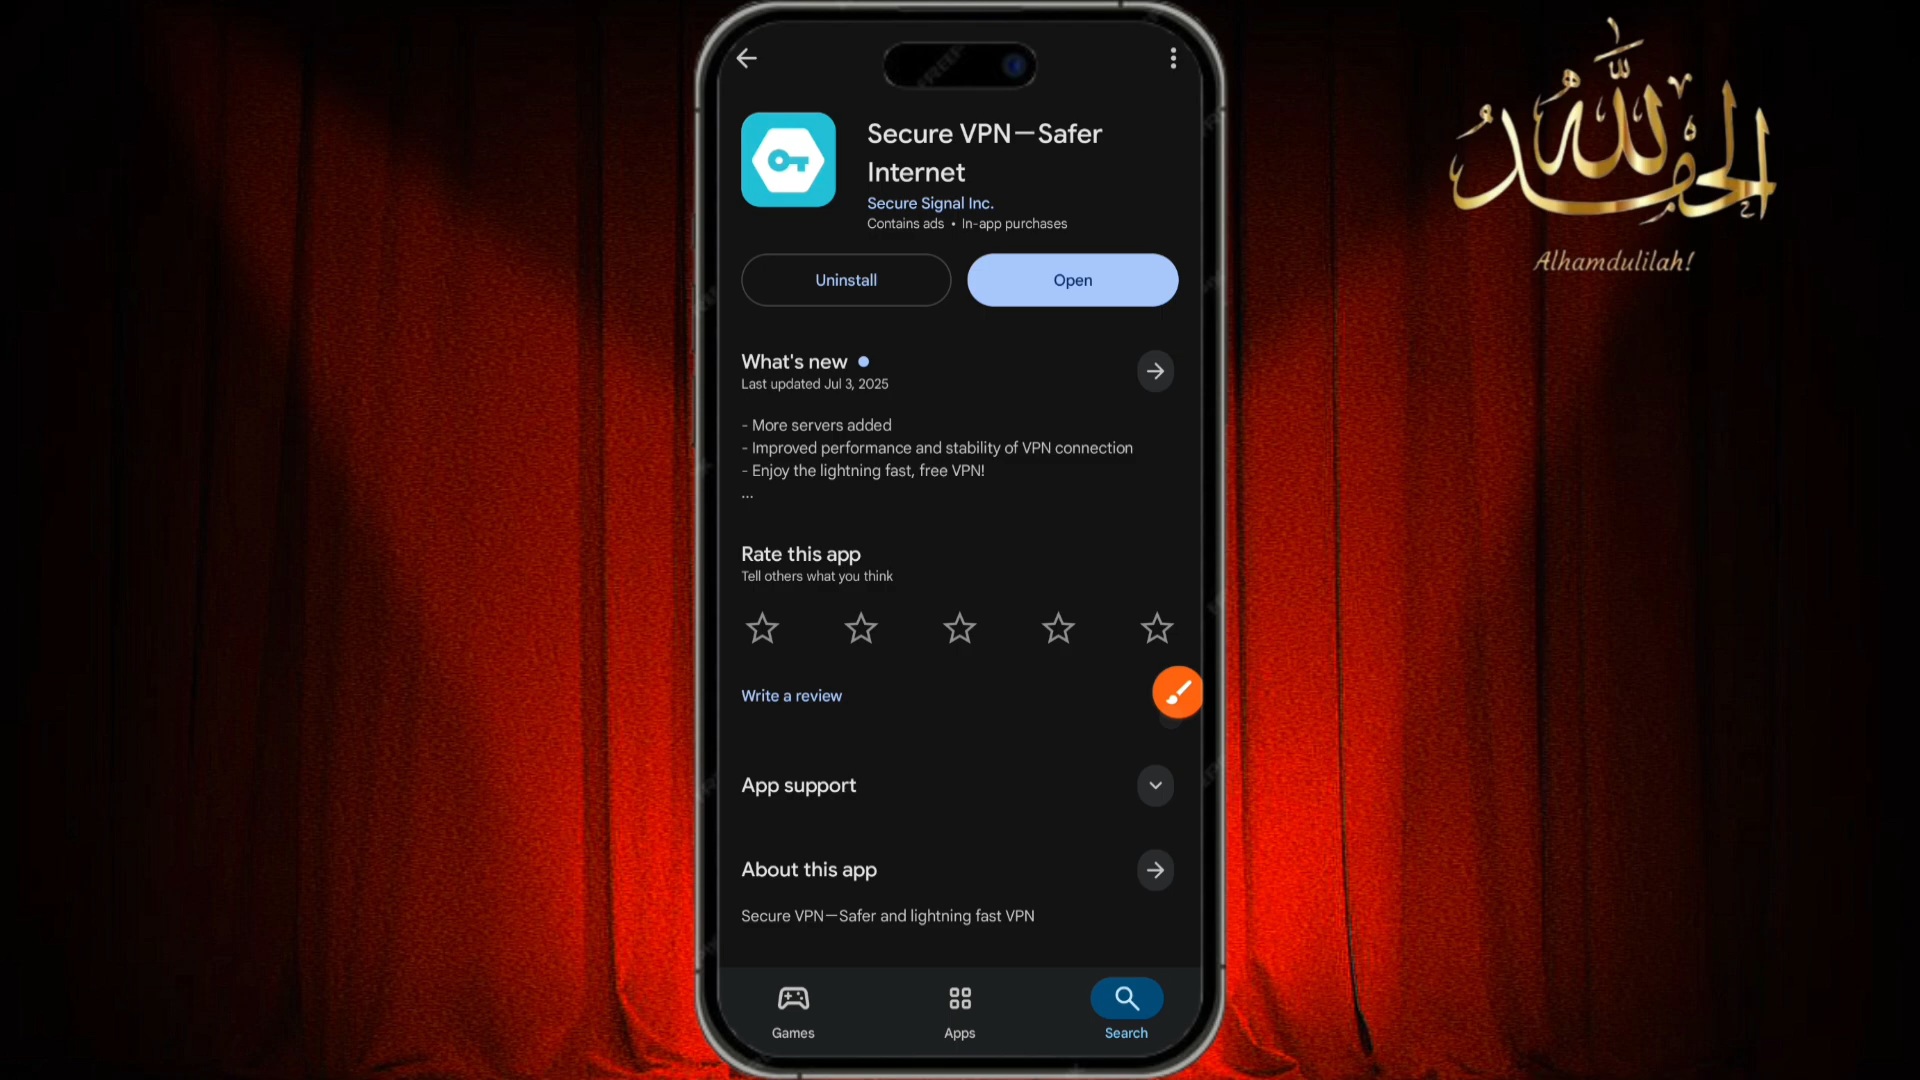 Secure VPN—Safer
Internet
Secure Signal Inc.
Contains ads • In-app purchases
Uninstall
Open
What's new
Last updated Jul 3, 2025
- More servers added
- Improved performance and stability of VPN connection
- Enjoy the lightning fast, free VPN!
...
Rate this app
Tell others what you think
Write a review
App support
About this app
Secure VPN—Safer and lightning fast VPN
Games
Apps
Search
الحمد لله
Alhamdulilah!